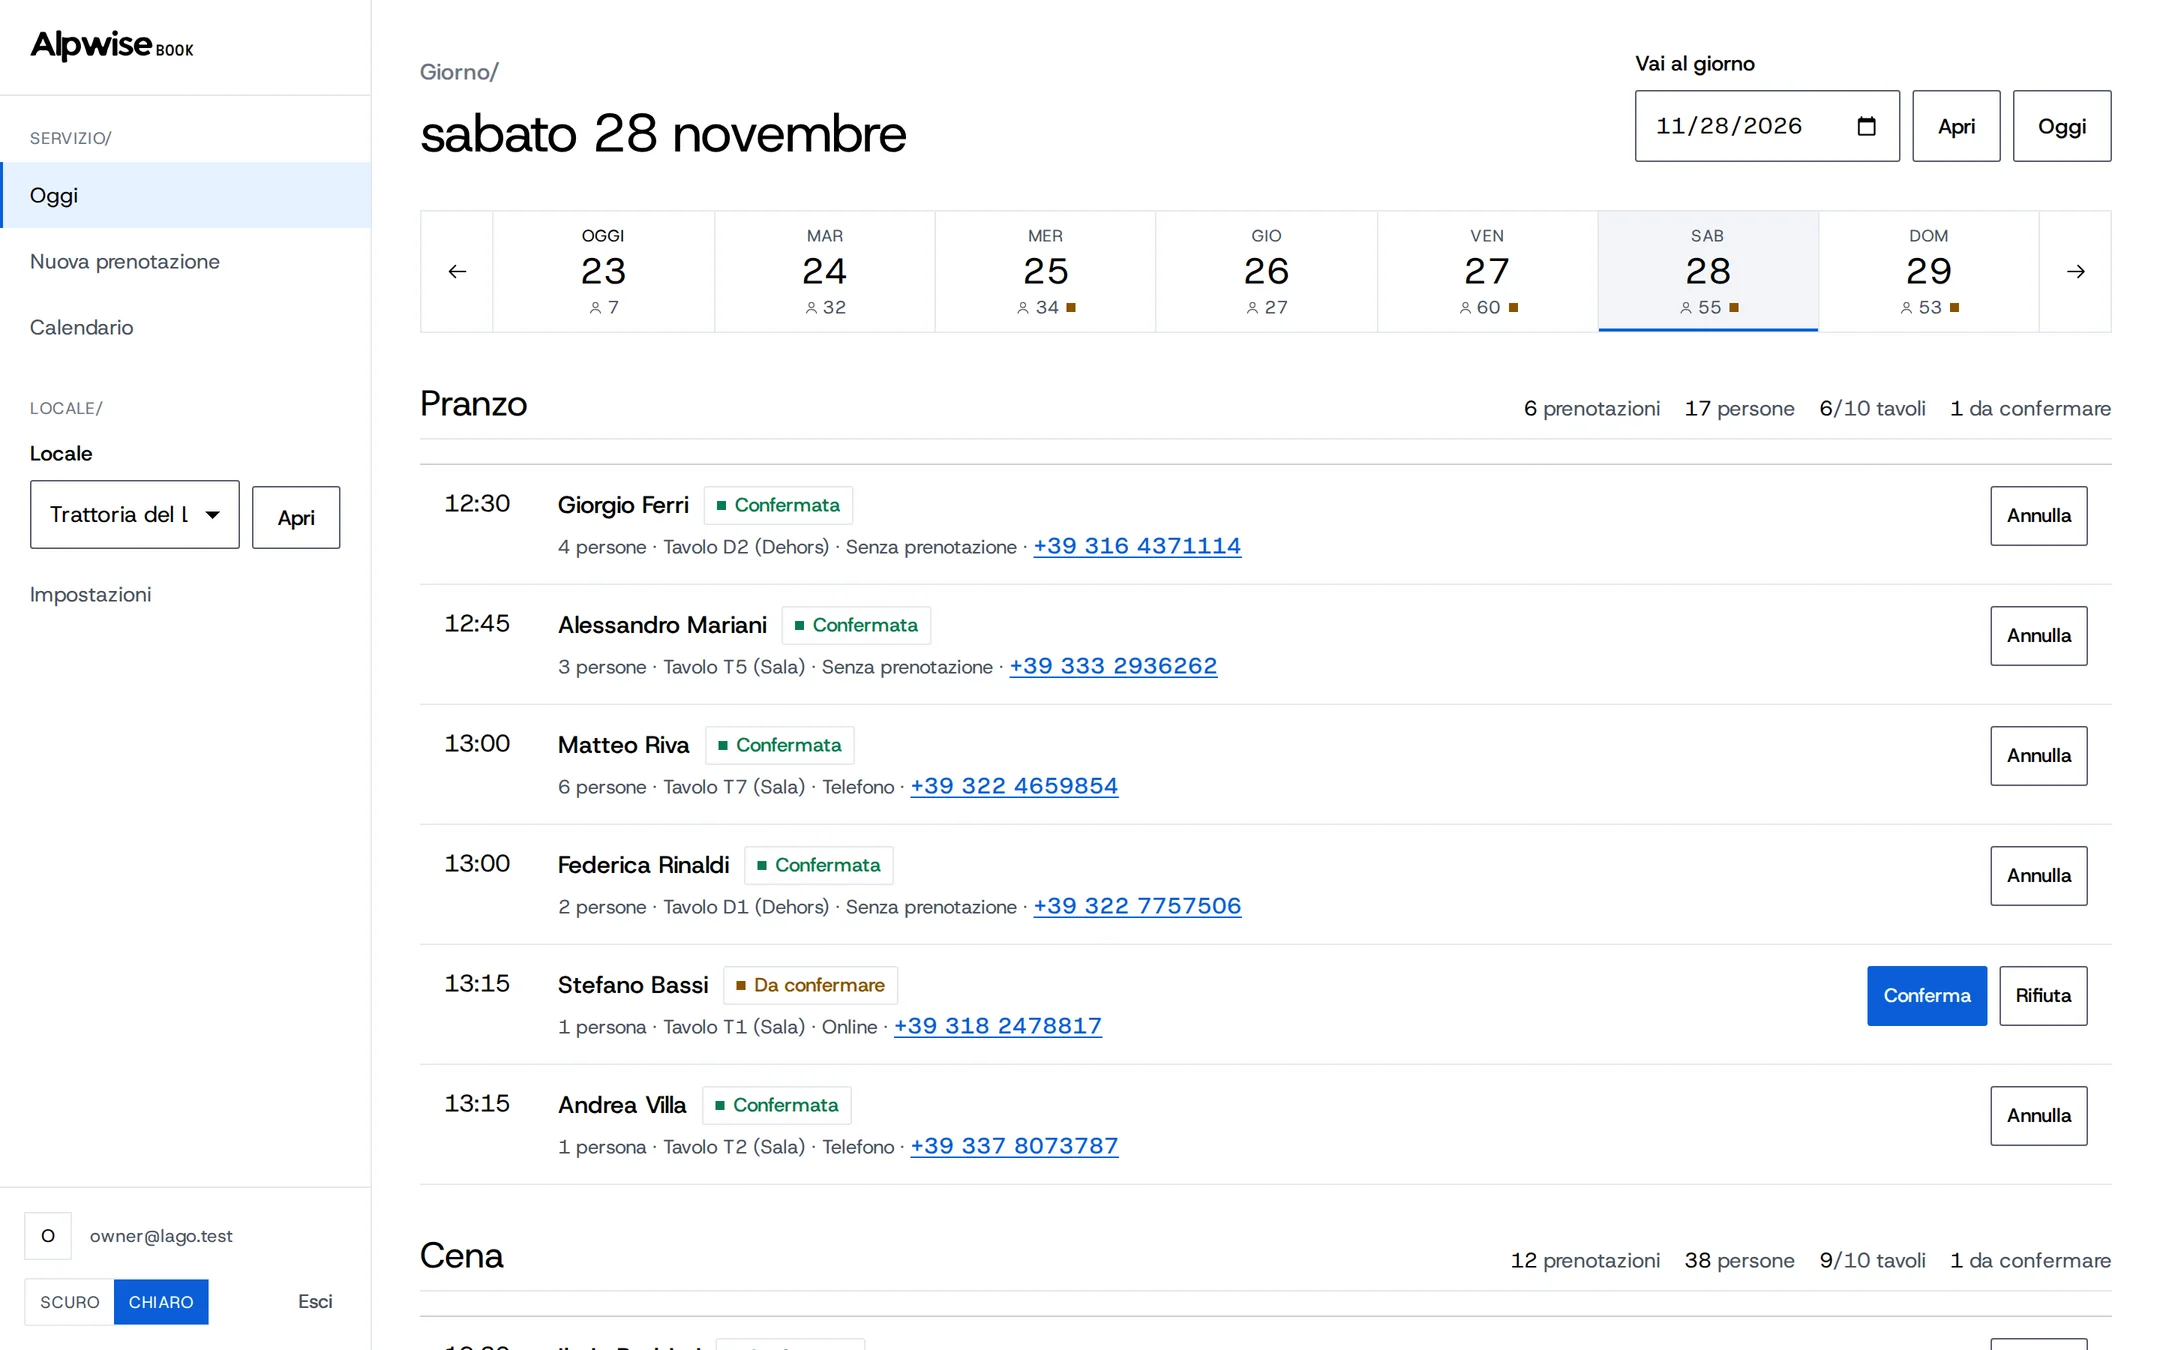 Alpwise BOOK
SERVIZIO/
Oggi
Nuova prenotazione
Calendario
LOCALE/
Locale
Trattoria del L
Apri
Impostazioni
O
owner@lago.test
SCURO CHIARO
Esci
Giorno/
sabato 28 novembre
Vai al giorno
11/28/2026
Apri
Oggi
←
OGGI
23
7
MAR
24
32
MER
25
34
GIO
26
27
VEN
27
60
SAB
28
55
DOM
29
53
→
Pranzo
6 prenotazioni 17 persone 6/10 tavoli 1 da confermare
12:30 Giorgio Ferri Confermata
4 persone · Tavolo D2 (Dehors) · Senza prenotazione · +39 316 4371114
Annulla
12:45 Alessandro Mariani Confermata
3 persone · Tavolo T5 (Sala) · Senza prenotazione · +39 333 2936262
Annulla
13:00 Matteo Riva Confermata
6 persone · Tavolo T7 (Sala) · Telefono · +39 322 4659854
Annulla
13:00 Federica Rinaldi Confermata
2 persone · Tavolo D1 (Dehors) · Senza prenotazione · +39 322 7757506
Annulla
13:15 Stefano Bassi Da confermare
1 persona · Tavolo T1 (Sala) · Online · +39 318 2478817
Conferma Rifiuta
13:15 Andrea Villa Confermata
1 persona · Tavolo T2 (Sala) · Telefono · +39 337 8073787
Annulla
Cena
12 prenotazioni 38 persone 9/10 tavoli 1 da confermare